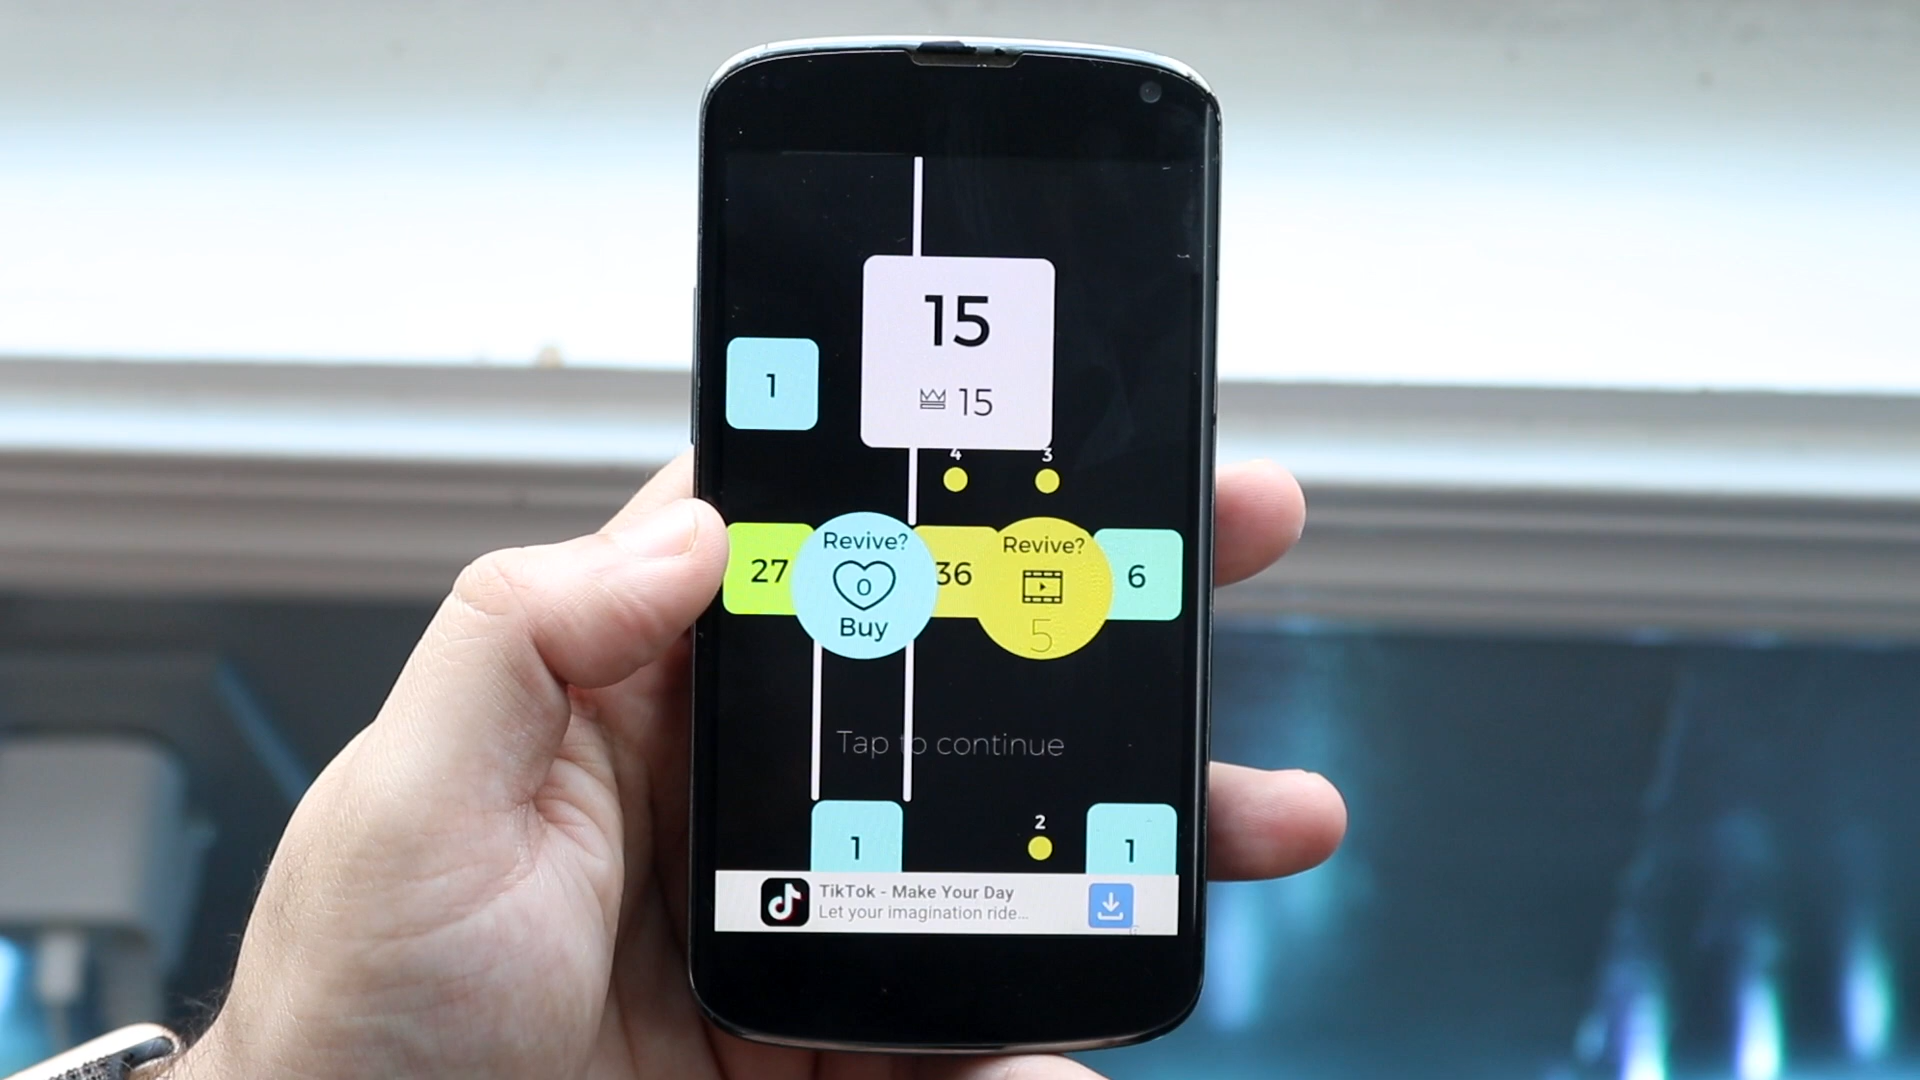 15
15
1
4
3
27
Revive?
0
Buy
36
Revive?
5
6
Tap to continue
2
1
1
TikTok - Make Your Day
Let your imagination ride...